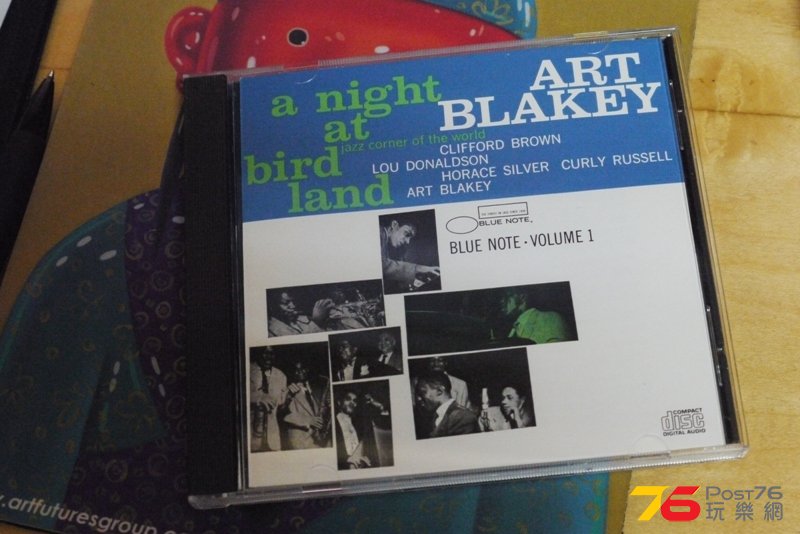 ART
BLAKEY
a night
at
jazz corner of the world
bird
land
CLIFFORD BROWN
LOU DONALDSON
HORACE SILVER CURLY RUSSELL
ART BLAKEY
BLUE NOTE.
BLUE NOTE · VOLUME 1
COMPACT
disc
DIGITAL AUDIO
.artfuturesgroup.
76 POST76
玩樂網